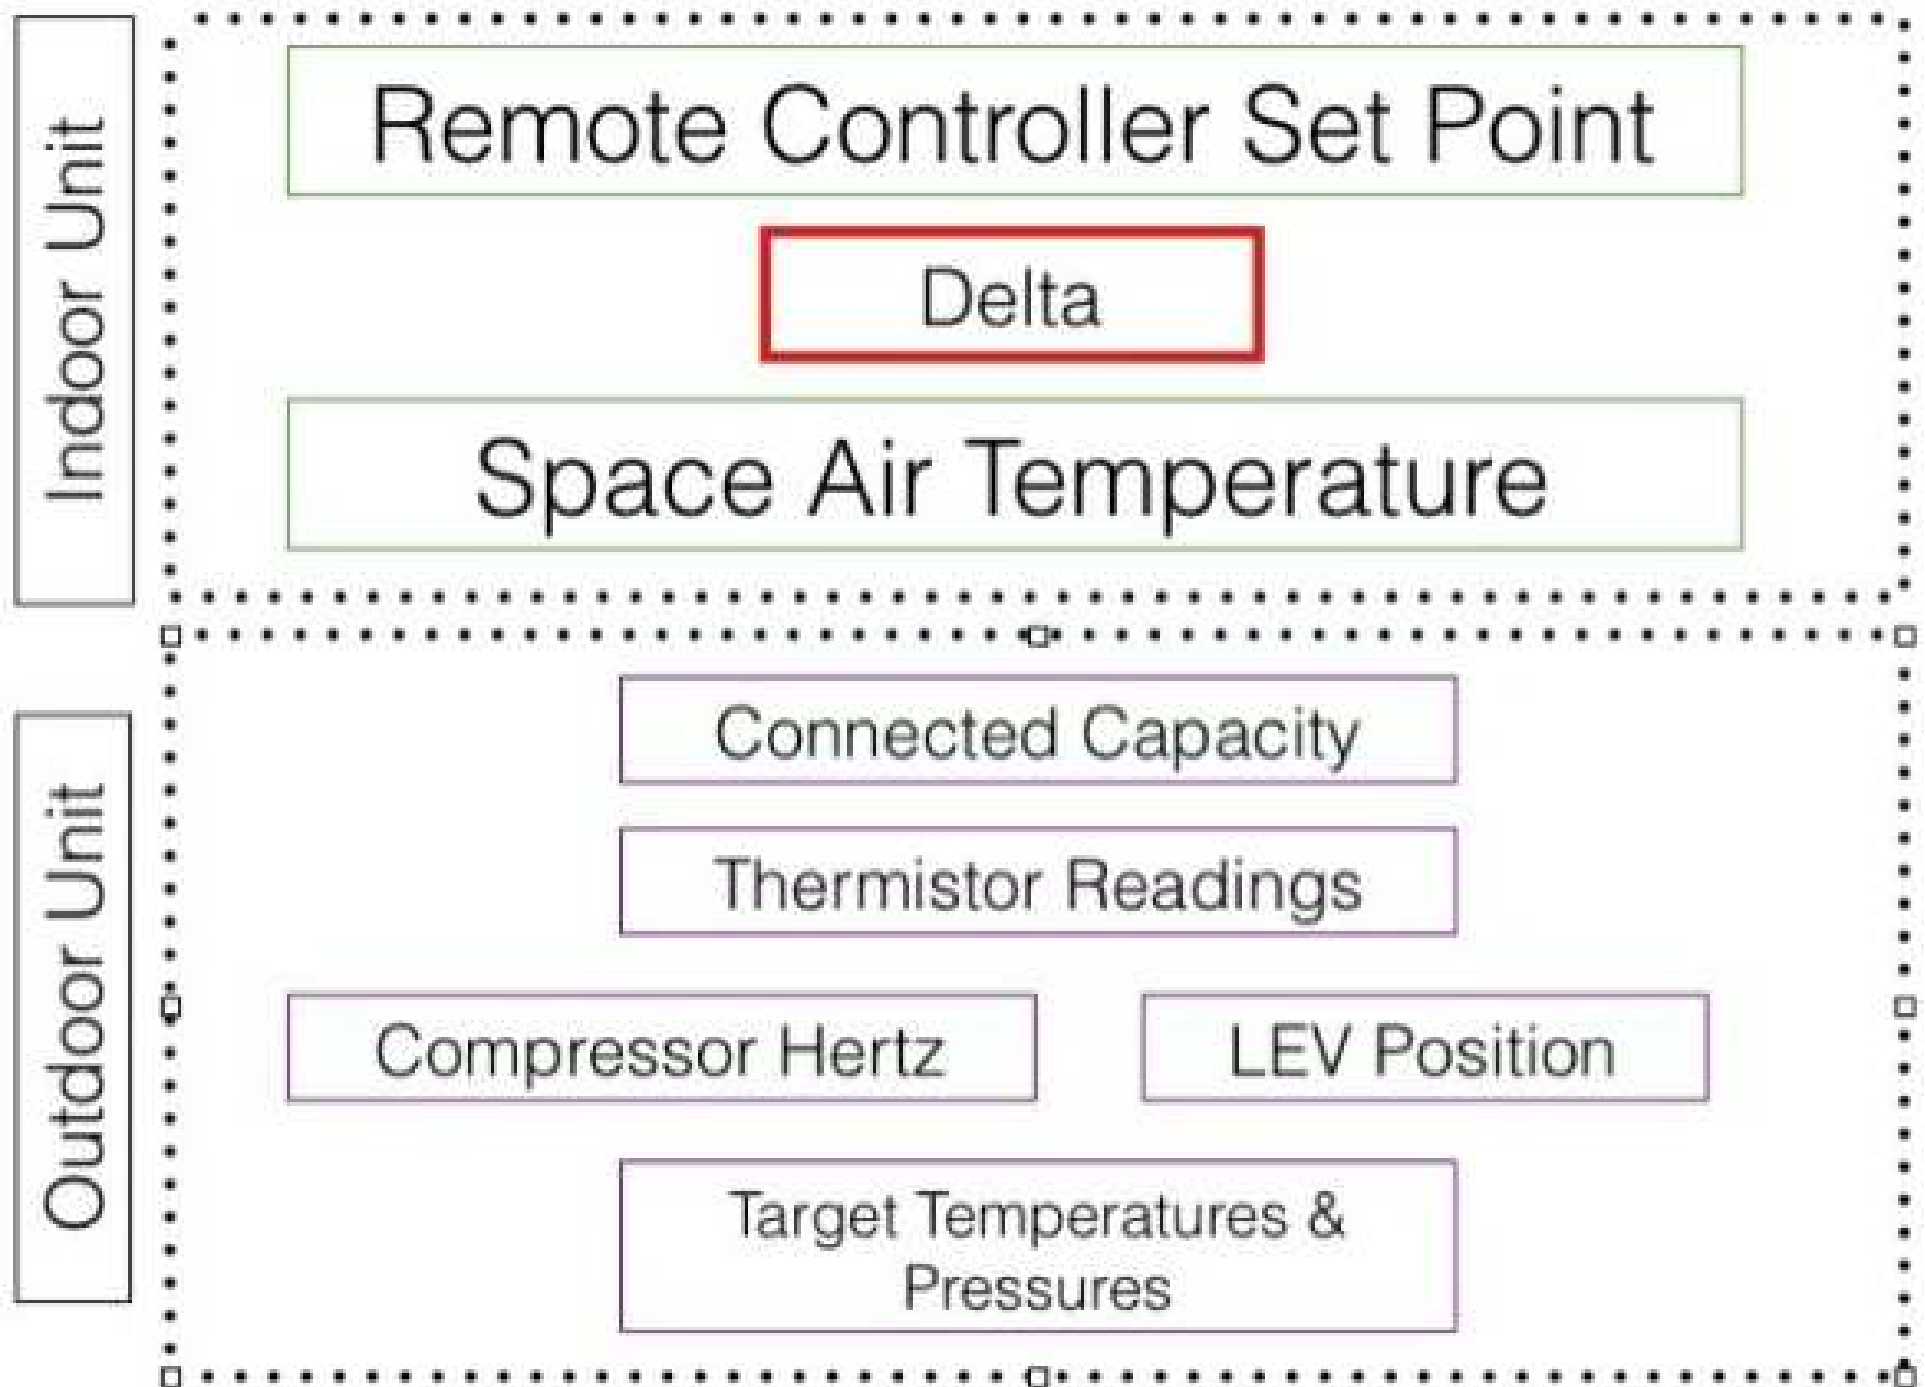 Indoor Unit
Remote Controller Set Point
Delta
Space Air Temperature
Outdoor Unit
Connected Capacity
Thermistor Readings
Compressor Hertz
LEV Position
Target Temperatures &
Pressures